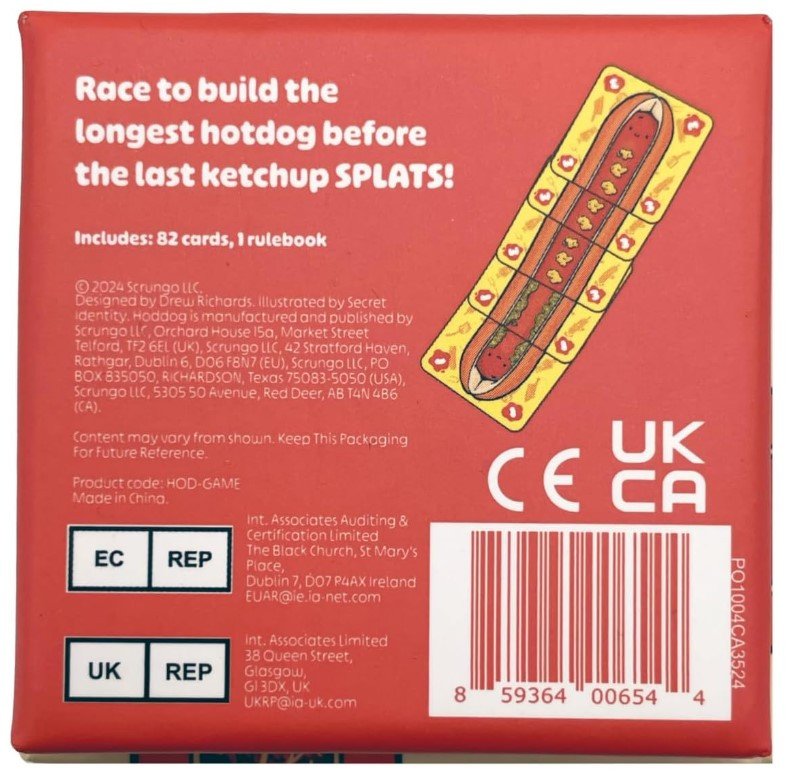 Race to build the
longest hotdog before
the last ketchup SPLATS!
Includes: 82 cards, 1 rulebook
© 2024 Scrungo LLC.
Designed by Drew Richards. Illustrated by Secret
Identity. Hoddog is manufactured and published by
Scrungo LLC, Orchard House 15a, Market Street
Telford, TF2 6EL (UK), Scrungo LLC, 42 Stratford Haven,
Rathgar, Dublin 6, D06 F8N7 (EU), Scrungo LLC, PO
BOX 835050, RICHARDSON, Texas 75083-5050 (USA),
Scrungo LLC, 5305 50 Avenue, Red Deer, AB T4N 4B6
(CA).
Content may vary from shown. Keep This Packaging
For Future Reference.
Product code: HOD-GAME
Made in China.
EC REP
Int. Associates Auditing &
Certification Limited
The Black Church, St Mary's
Place,
Dublin 7, D07 P4AX Ireland
EUAR@ie.ia-net.com
UK REP
Int. Associates Limited
38 Queen Street,
Glasgow,
G1 3DX, UK
UKRP@ia-uk.com
CE
UK
CA
8 59364 00654 4
PO1004CA3524